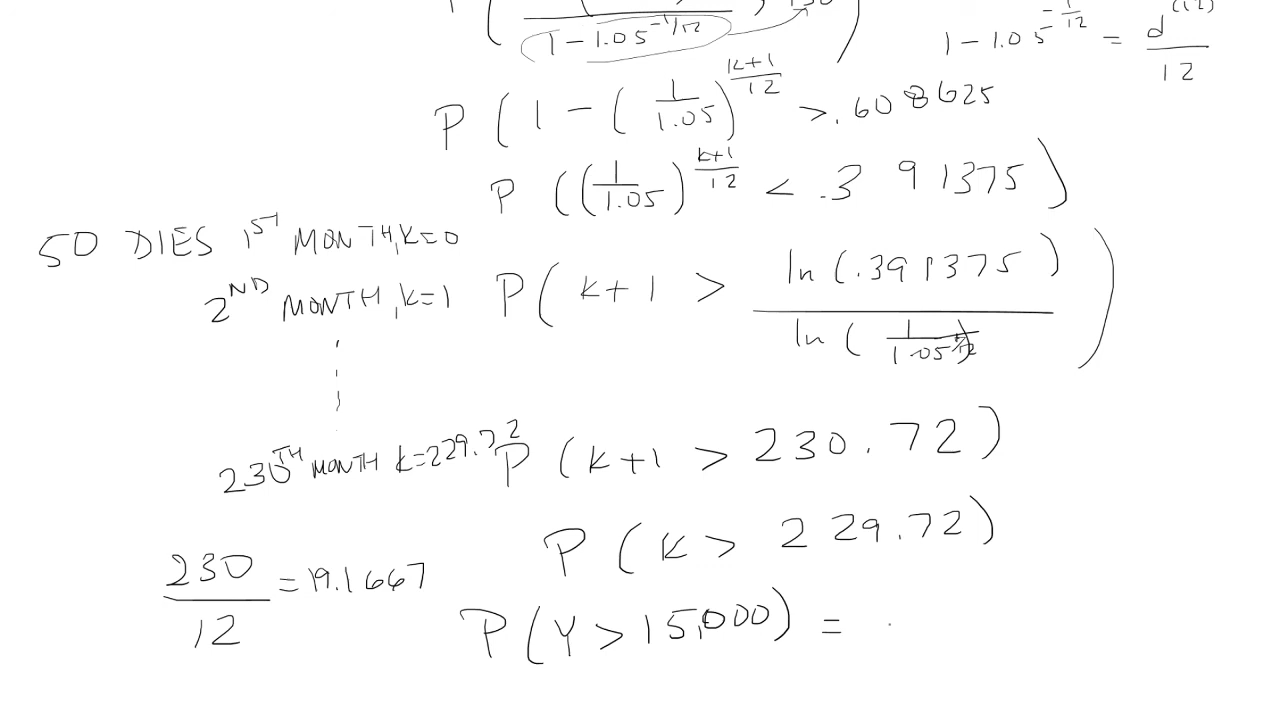 1 - 1.05^{-1/12}
1 - 1.05^{-1/12} = d^{(12)}/12
P ( 1 - ( 1/1.05 )^{(k+1)/12} > .608625
P ( ( 1/1.05 )^{(k+1)/12} < .391375 )
50 DIES 1ST MONTH, K=0
2ND MONTH, K=1
P ( k+1 > ln (.391375) / ln ( 1/1.05^{1/12} ) )
230TH MONTH K=229.72
P ( k+1 > 230.72 )
P ( K > 229.72 )
230/12 = 19.1667
P ( Y > 15,000 ) =